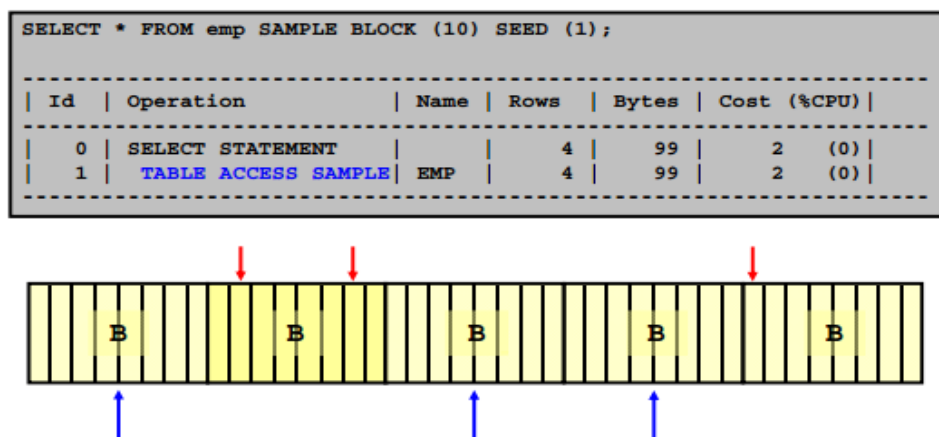 SELECT * FROM emp SAMPLE BLOCK (10) SEED (1);
---------------------------------------------------------------------
| Id | Operation | Name | Rows | Bytes | Cost (%CPU)|
---------------------------------------------------------------------
| 0 | SELECT STATEMENT | | 4 | 99 | 2 (0)|
| 1 | TABLE ACCESS SAMPLE| EMP | 4 | 99 | 2 (0)|
---------------------------------------------------------------------
B B B B B